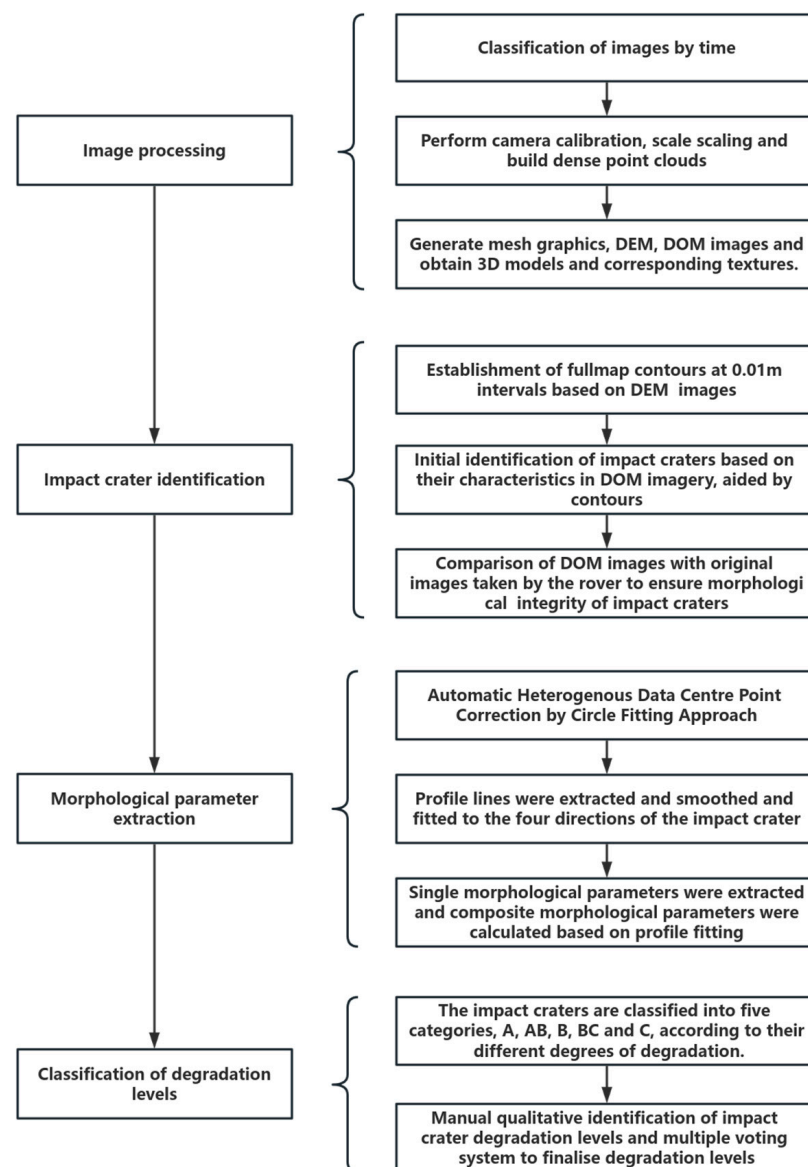 Classification of images by time
Image processing
Perform camera calibration, scale scaling and
build dense point clouds
Generate mesh graphics, DEM, DOM images and
obtain 3D models and corresponding textures.
Establishment of fullmap contours at 0.01m
intervals based on DEM images
Impact crater identification
Initial identification of impact craters based on
their characteristics in DOM imagery, aided by
contours
Comparison of DOM images with original
images taken by the rover to ensure morphologi
cal integrity of impact craters
Automatic Heterogenous Data Centre Point
Correction by Circle Fitting Approach
Morphological parameter
extraction
Profile lines were extracted and smoothed and
fitted to the four directions of the impact crater
Single morphological parameters were extracted
and composite morphological parameters were
calculated based on profile fitting
The impact craters are classified into five
categories, A, AB, B, BC and C, according to their
different degrees of degradation.
Classification of degradation
levels
Manual qualitative identification of impact
crater degradation levels and multiple voting
system to finalise degradation levels